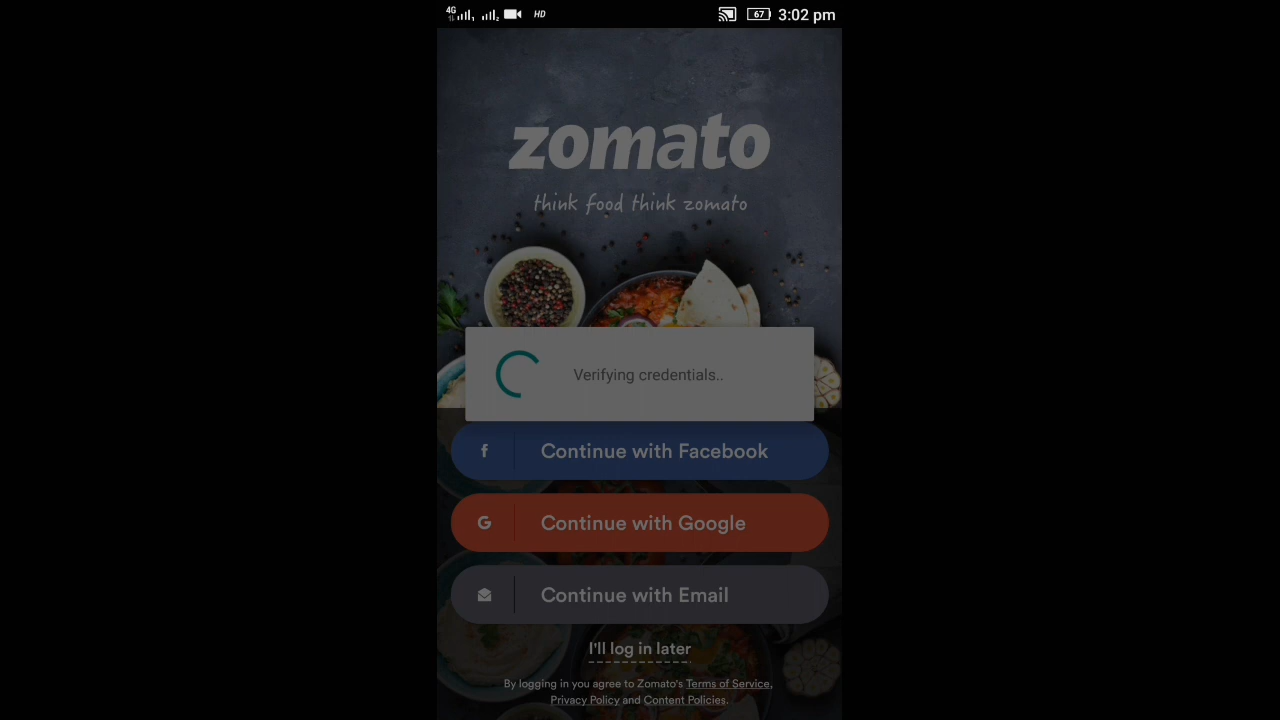 4G HD 67 3:02 pm
zomato
think food think zomato
Verifying credentials..
f Continue with Facebook
G Continue with Google
Continue with Email
I'll log in later
By logging in you agree to Zomato's Terms of Service,
Privacy Policy and Content Policies.